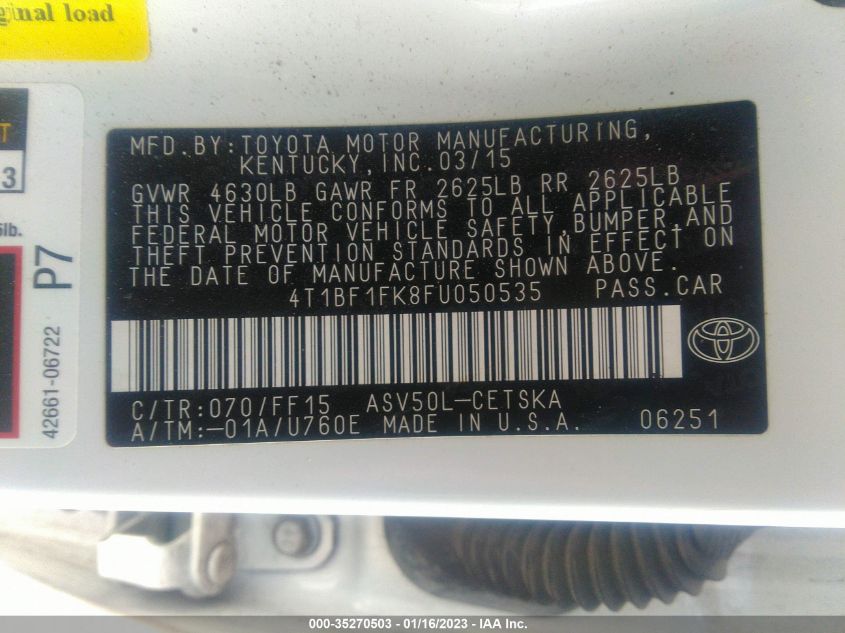 ginal load
T
3
5lb.
P7
42661-06722
MFD.BY:TOYOTA MOTOR MANUFACTURING,
KENTUCKY,INC.03/15
GVWR 4630LB GAWR FR 2625LB RR 2625LB
THIS VEHICLE CONFORMS TO ALL APPLICABLE
FEDERAL MOTOR VEHICLE SAFETY,BUMPER,AND
THEFT PREVENTION STANDARDS IN EFFECT ON
THE DATE OF MANUFACTURE SHOWN ABOVE.
4T1BF1FK8FU050535 PASS.CAR
C/TR:070/FF15 ASV50L-CETSKA
A/TM:-01A/U760E MADE IN U.S.A. 06251
000-35270503 - 01/16/2023 - IAA Inc.